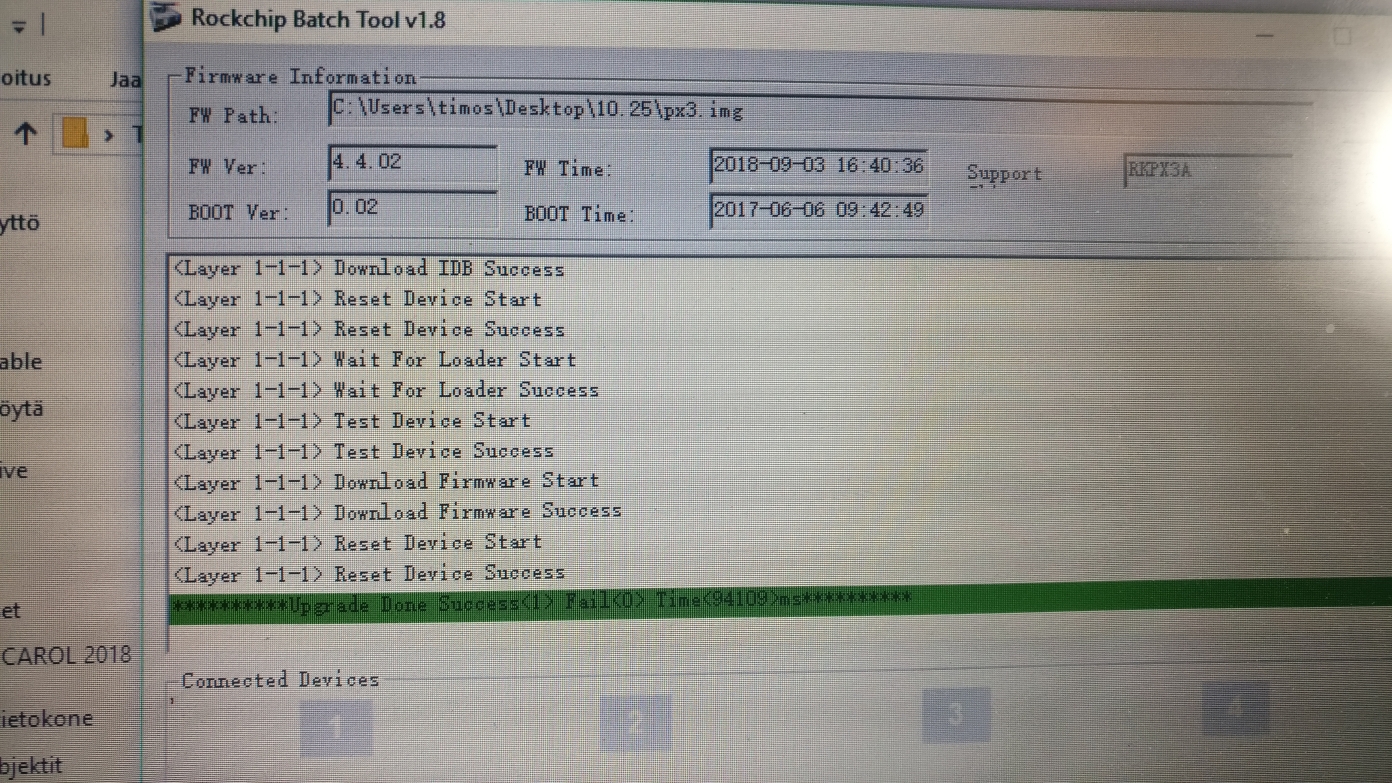 Rockchip Batch Tool v1.8
oitus
Jaa
Firmware Information
FW Path: C:\Users\timos\Desktop\10.25\px3.img
FW Ver: 4.4.02 FW Time: 2018-09-03 16:40:36 Support RKPX3A
BOOT Ver: 0.02 BOOT Time: 2017-06-06 09:42:49
yttö
able
öytä
ive
et
CAROL 2018
ietokone
bjektit
<Layer 1-1-1> Download IDB Success
<Layer 1-1-1> Reset Device Start
<Layer 1-1-1> Reset Device Success
<Layer 1-1-1> Wait For Loader Start
<Layer 1-1-1> Wait For Loader Success
<Layer 1-1-1> Test Device Start
<Layer 1-1-1> Test Device Success
<Layer 1-1-1> Download Firmware Start
<Layer 1-1-1> Download Firmware Success
<Layer 1-1-1> Reset Device Start
<Layer 1-1-1> Reset Device Success
**********Upgrade Done Success<1> Fail<0> Time<94109>ms**********
Connected Devices
1 2 3 4